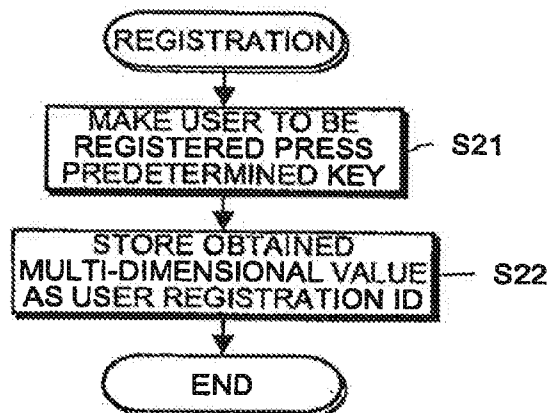 REGISTRATION
MAKE USER TO BE
REGISTERED PRESS
PREDETERMINED KEY
S21
STORE OBTAINED
MULTI-DIMENSIONAL VALUE
AS USER REGISTRATION ID
S22
END